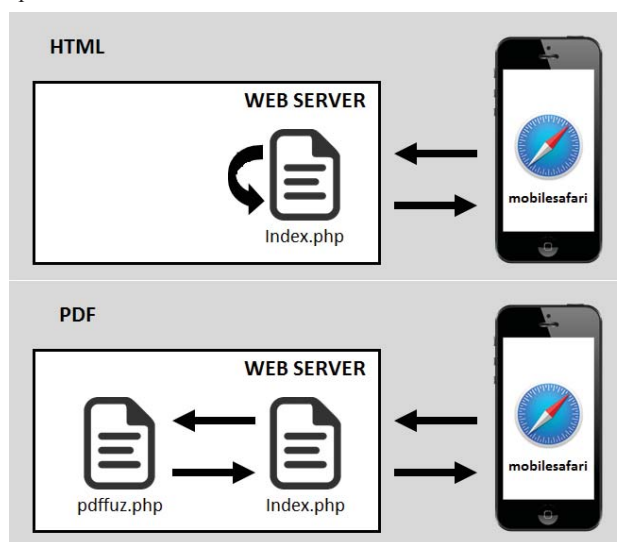 HTML
WEB SERVER
Index.php
mobilesafari
PDF
WEB SERVER
pdffuz.php
Index.php
mobilesafari